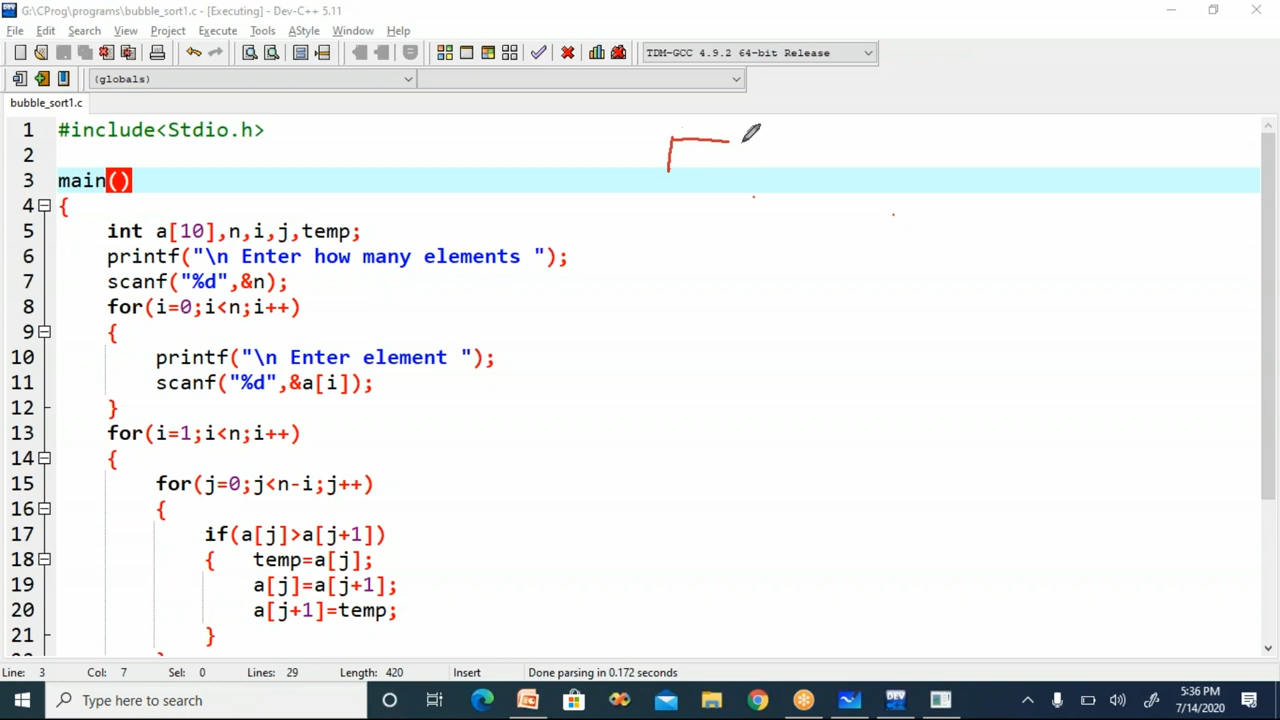 G:\CProg\programs\bubble_sort1.c - [Executing] - Dev-C++ 5.11
File Edit Search View Project Execute Tools AStyle Window Help
TDM-GCC 4.9.2 64-bit Release
(globals)
bubble_sort1.c
1 #include<Stdio.h>
2
3 main()
4 {
5 int a[10],n,i,j,temp;
6 printf("\n Enter how many elements ");
7 scanf("%d",&n);
8 for(i=0;i<n;i++)
9 {
10 printf("\n Enter element ");
11 scanf("%d",&a[i]);
12 }
13 for(i=1;i<n;i++)
14 {
15 for(j=0;j<n-i;j++)
16 {
17 if(a[j]>a[j+1])
18 { temp=a[j];
19 a[j]=a[j+1];
20 a[j+1]=temp;
21 }
Line: 3 Col: 7 Sel: 0 Lines: 29 Length: 420 Insert Done parsing in 0.172 seconds
Type here to search
5:36 PM
7/14/2020